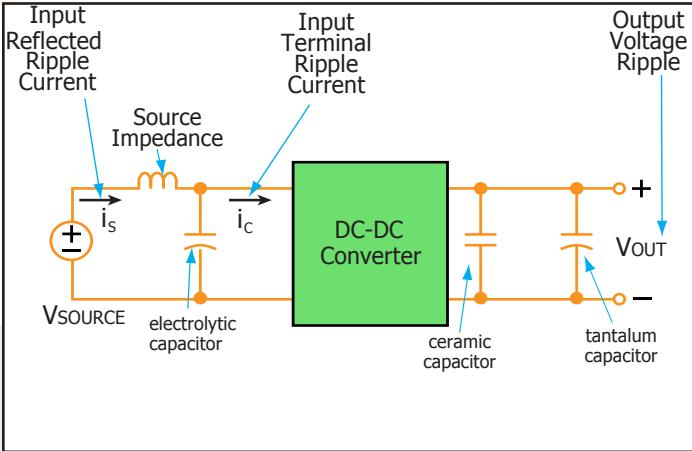 Input
Reflected
Ripple
Current
Input
Terminal
Ripple
Current
Output
Voltage
Ripple
Source
Impedance
iS
iC
DC-DC
Converter
+
−
+
VOUT
−
VSOURCE
electrolytic
capacitor
ceramic
capacitor
tantalum
capacitor